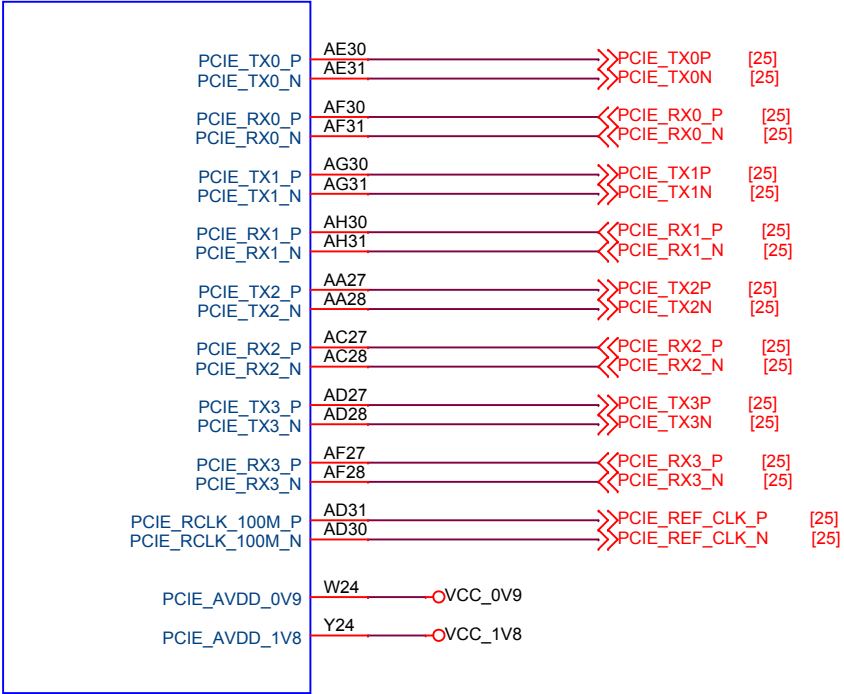 PCIE_TX0_P AE30 PCIE_TX0P [25]
PCIE_TX0_N AE31 PCIE_TX0N [25]
PCIE_RX0_P AF30 PCIE_RX0_P [25]
PCIE_RX0_N AF31 PCIE_RX0_N [25]
PCIE_TX1_P AG30 PCIE_TX1P [25]
PCIE_TX1_N AG31 PCIE_TX1N [25]
PCIE_RX1_P AH30 PCIE_RX1_P [25]
PCIE_RX1_N AH31 PCIE_RX1_N [25]
PCIE_TX2_P AA27 PCIE_TX2P [25]
PCIE_TX2_N AA28 PCIE_TX2N [25]
PCIE_RX2_P AC27 PCIE_RX2_P [25]
PCIE_RX2_N AC28 PCIE_RX2_N [25]
PCIE_TX3_P AD27 PCIE_TX3P [25]
PCIE_TX3_N AD28 PCIE_TX3N [25]
PCIE_RX3_P AF27 PCIE_RX3_P [25]
PCIE_RX3_N AF28 PCIE_RX3_N [25]
PCIE_RCLK_100M_P AD31 PCIE_REF_CLK_P [25]
PCIE_RCLK_100M_N AD30 PCIE_REF_CLK_N [25]
PCIE_AVDD_0V9 W24 VCC_0V9
PCIE_AVDD_1V8 Y24 VCC_1V8